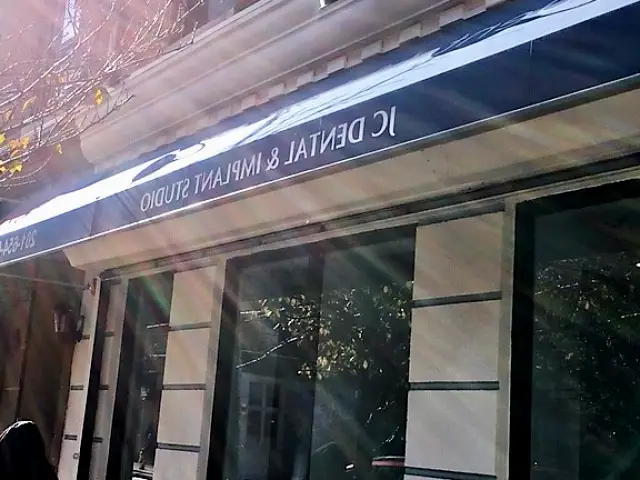 JC DENTAL & IMPLANT STUDIO